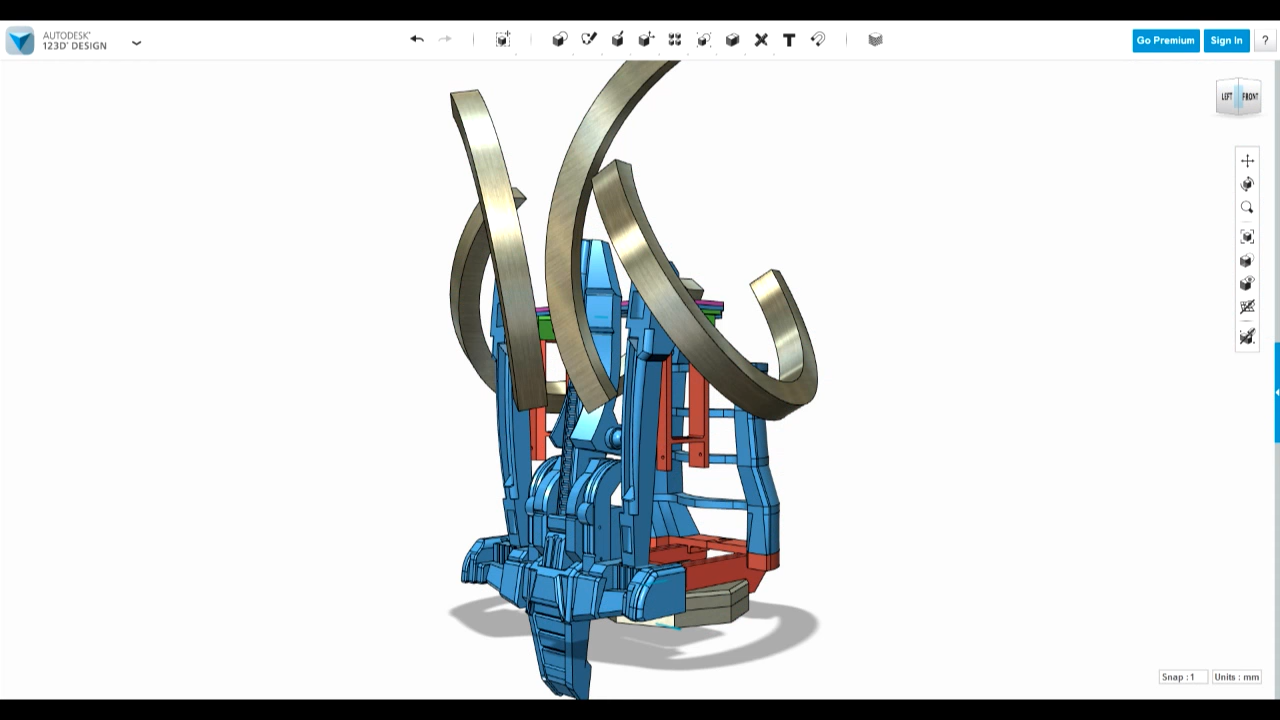 AUTODESK®
123D® DESIGN
Go Premium
Sign In
?
LEFT
FRONT
Snap : 1
Units : mm